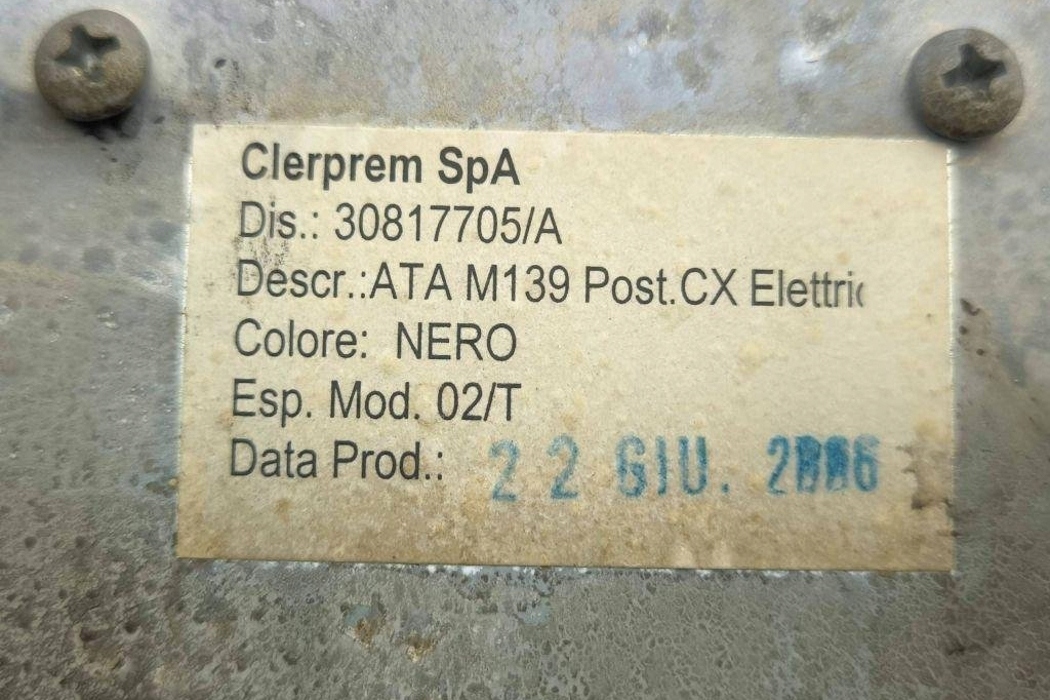 Clerprem SpA
Dis.: 30817705/A
Descr.:ATA M139 Post.CX Elettric
Colore: NERO
Esp. Mod. 02/T
Data Prod.: 22 GIU. 2006